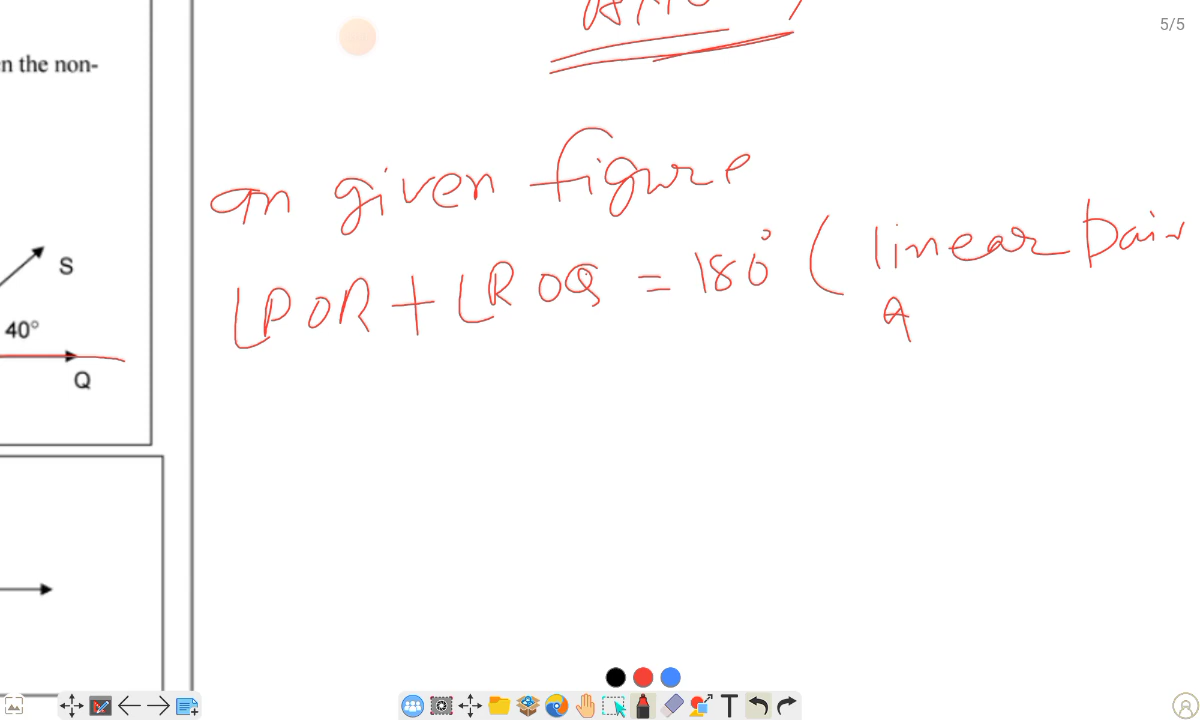 5/5
n the non-
In given figure
∠POR + ∠ROQ = 180° (linear Pair
A
S
40°
Q